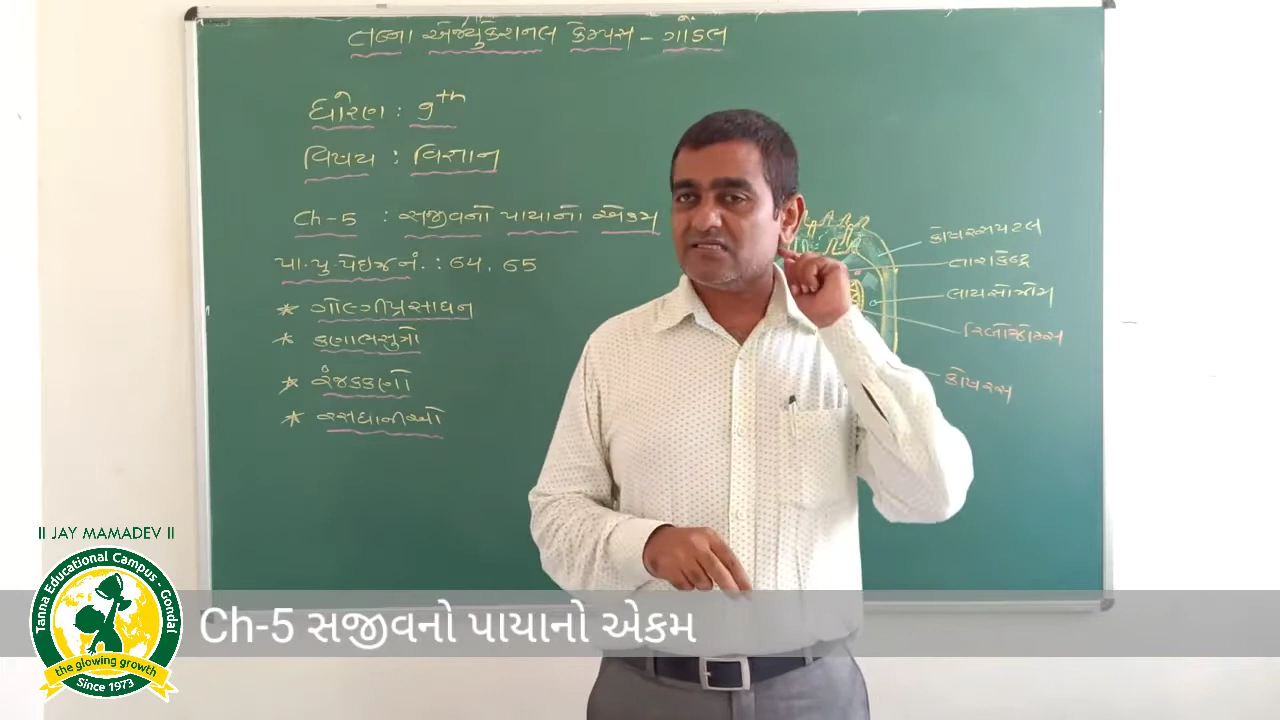 તન્ના એજ્યુકેશનલ કેમ્પસ - ગોંડલ
ધોરણ : 9th
વિષય : વિજ્ઞાન
Ch-5 : સજીવનો પાયાનો એકમ
પા.પુ.પેઇજ નં. : 64, 65
* ગોલ્ગીપ્રસાધન
* કણાભસૂત્રો
* રંજકકણો
* રસધાનીઓ
કોષરસપટલ
તારાકેન્દ્ર
લાયસોઝોમ
રિબોઝોમ્સ
કોષરસ
II JAY MAMADEV II
Tanna Educational Campus - Gondal
the glowing growth
Since 1973
Ch-5 સજીવનો પાયાનો એકમ